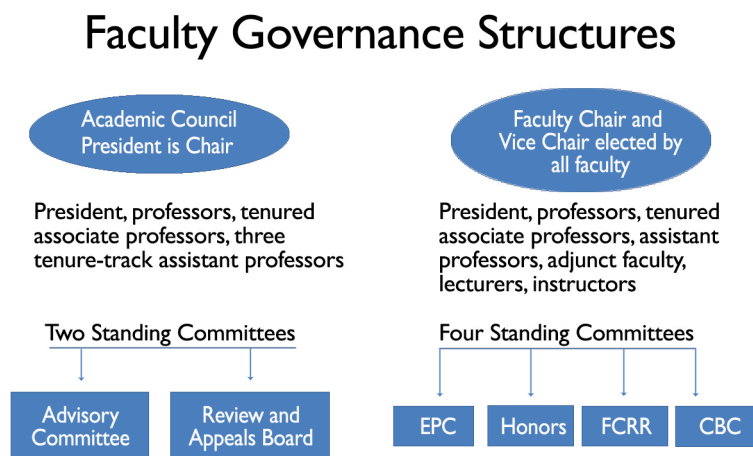 Faculty Governance Structures
Academic Council
President is Chair
President, professors, tenured
associate professors, three
tenure-track assistant professors
Two Standing Committees
Advisory
Committee
Review and
Appeals Board
Faculty Chair and
Vice Chair elected by
all faculty
President, professors, tenured
associate professors, assistant
professors, adjunct faculty,
lecturers, instructors
Four Standing Committees
EPC
Honors
FCRR
CBC